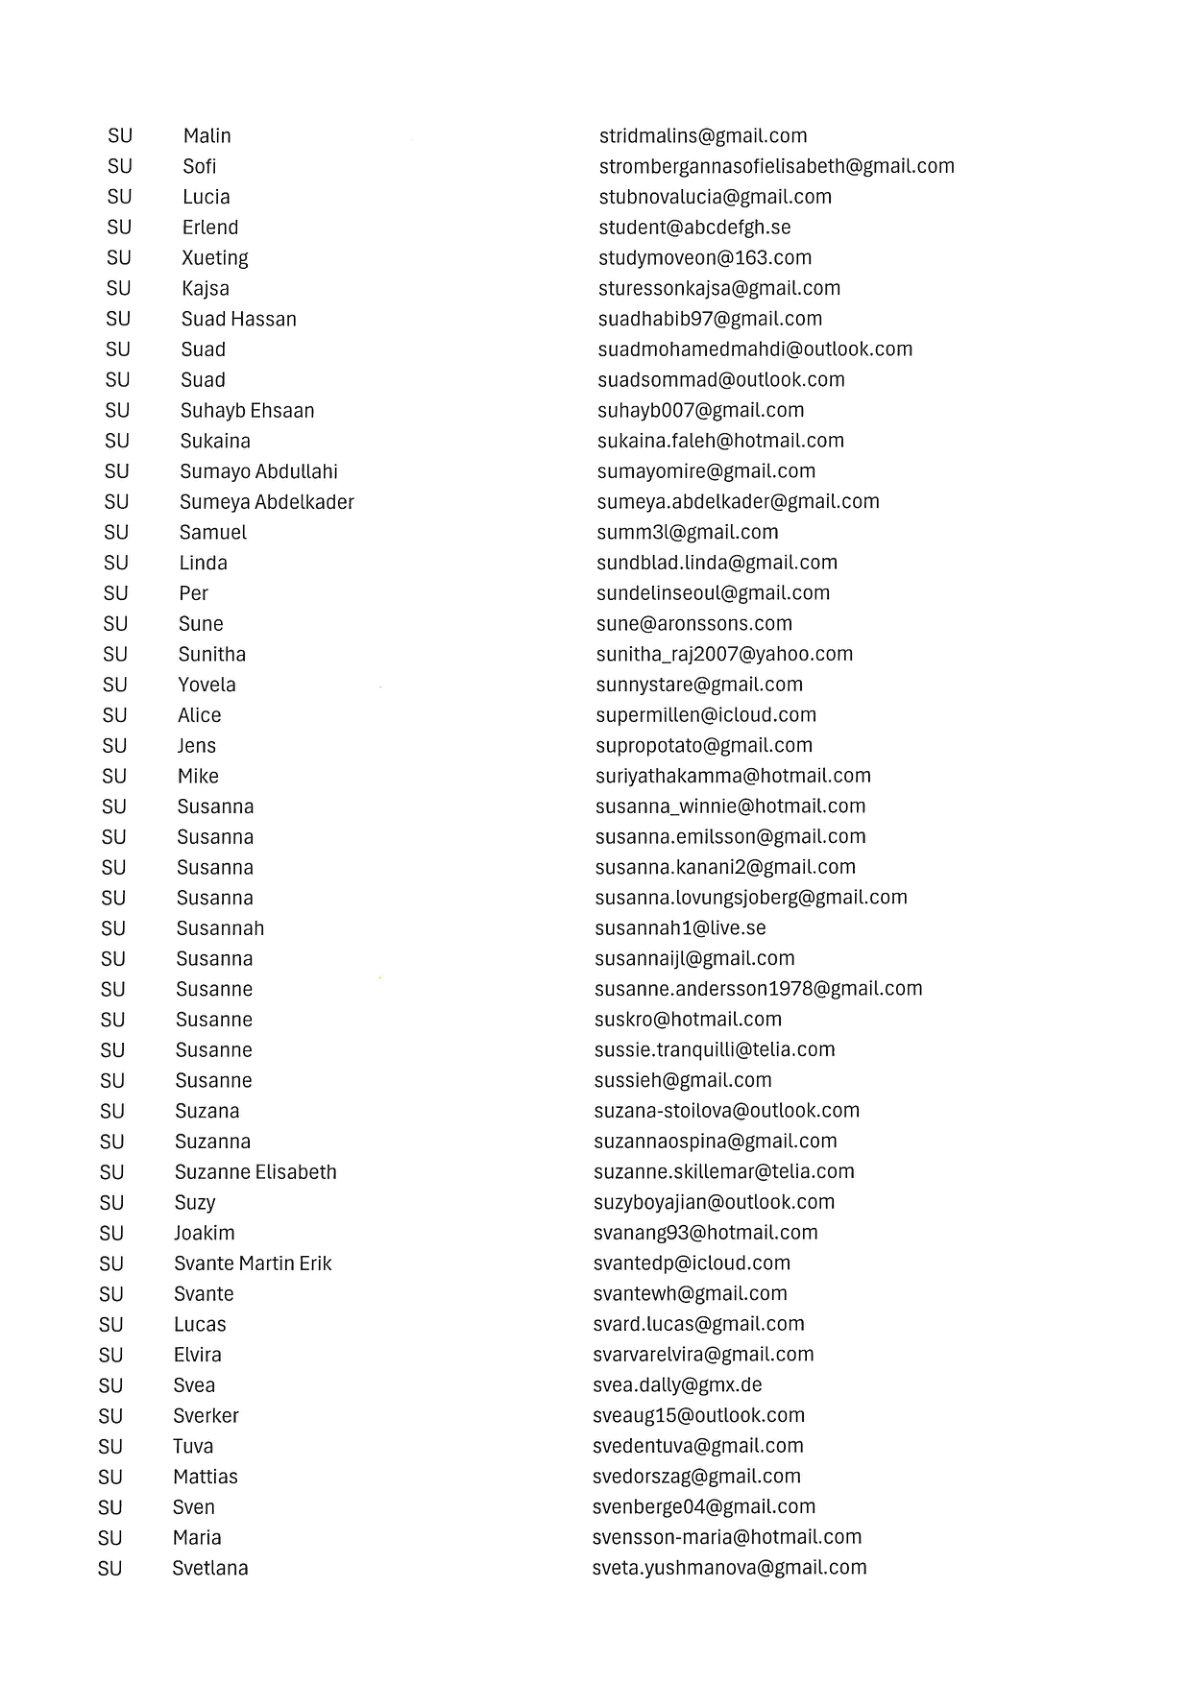 SU Malin stridmalins@gmail.com
SU Sofi strombergannasofielisabeth@gmail.com
SU Lucia stubnovalucia@gmail.com
SU Erlend student@abcdefgh.se
SU Xueting studymoveon@163.com
SU Kajsa sturessonkajsa@gmail.com
SU Suad Hassan suadhabib97@gmail.com
SU Suad suadmohamedmahdi@outlook.com
SU Suad suadsommad@outlook.com
SU Suhayb Ehsaan suhayb007@gmail.com
SU Sukaina sukaina.faleh@hotmail.com
SU Sumayo Abdullahi sumayomire@gmail.com
SU Sumeya Abdelkader sumeya.abdelkader@gmail.com
SU Samuel summ3l@gmail.com
SU Linda sundblad.linda@gmail.com
SU Per sundelinseoul@gmail.com
SU Sune sune@aronssons.com
SU Sunitha sunitha_raj2007@yahoo.com
SU Yovela sunnystare@gmail.com
SU Alice supermillen@icloud.com
SU Jens supropotato@gmail.com
SU Mike suriyathakamma@hotmail.com
SU Susanna susanna_winnie@hotmail.com
SU Susanna susanna.emilsson@gmail.com
SU Susanna susanna.kanani2@gmail.com
SU Susanna susanna.lovungsjoberg@gmail.com
SU Susannah susannah1@live.se
SU Susanna susannaijl@gmail.com
SU Susanne susanne.andersson1978@gmail.com
SU Susanne suskro@hotmail.com
SU Susanne sussie.tranquilli@telia.com
SU Susanne sussieh@gmail.com
SU Suzana suzana-stoilova@outlook.com
SU Suzanna suzannaospina@gmail.com
SU Suzanne Elisabeth suzanne.skillemar@telia.com
SU Suzy suzyboyajian@outlook.com
SU Joakim svanang93@hotmail.com
SU Svante Martin Erik svantedp@icloud.com
SU Svante svantewh@gmail.com
SU Lucas svard.lucas@gmail.com
SU Elvira svarvarelvira@gmail.com
SU Svea svea.dally@gmx.de
SU Sverker sveaug15@outlook.com
SU Tuva svedentuva@gmail.com
SU Mattias svedorszag@gmail.com
SU Sven svenberge04@gmail.com
SU Maria svensson-maria@hotmail.com
SU Svetlana sveta.yushmanova@gmail.com